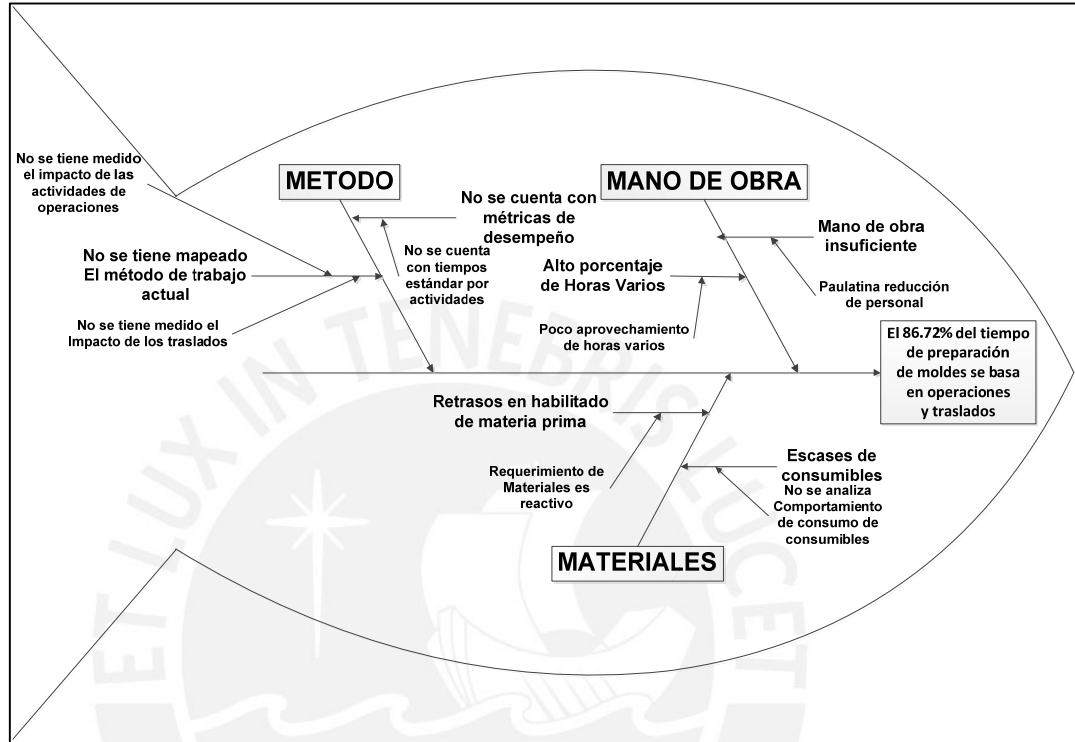 No se tiene medido
el impacto de las
actividades de
operaciones
METODO
No se cuenta con
métricas de
desempeño
No se cuenta
con tiempos
estándar por
actividades
No se tiene mapeado
El método de trabajo
actual
No se tiene medido el
Impacto de los traslados
MANO DE OBRA
Mano de obra
insuficiente
Paulatina reducción
de personal
Alto porcentaje
de Horas Varios
Poco aprovechamiento
de horas varios
El 86.72% del tiempo
de preparación
de moldes se basa
en operaciones
y traslados
Retrasos en habilitado
de materia prima
Requerimiento de
Materiales es
reactivo
Escases de
consumibles
No se analiza
Comportamiento
de consumo de
consumibles
MATERIALES
ET LUX IN TENEBRIS LUCET